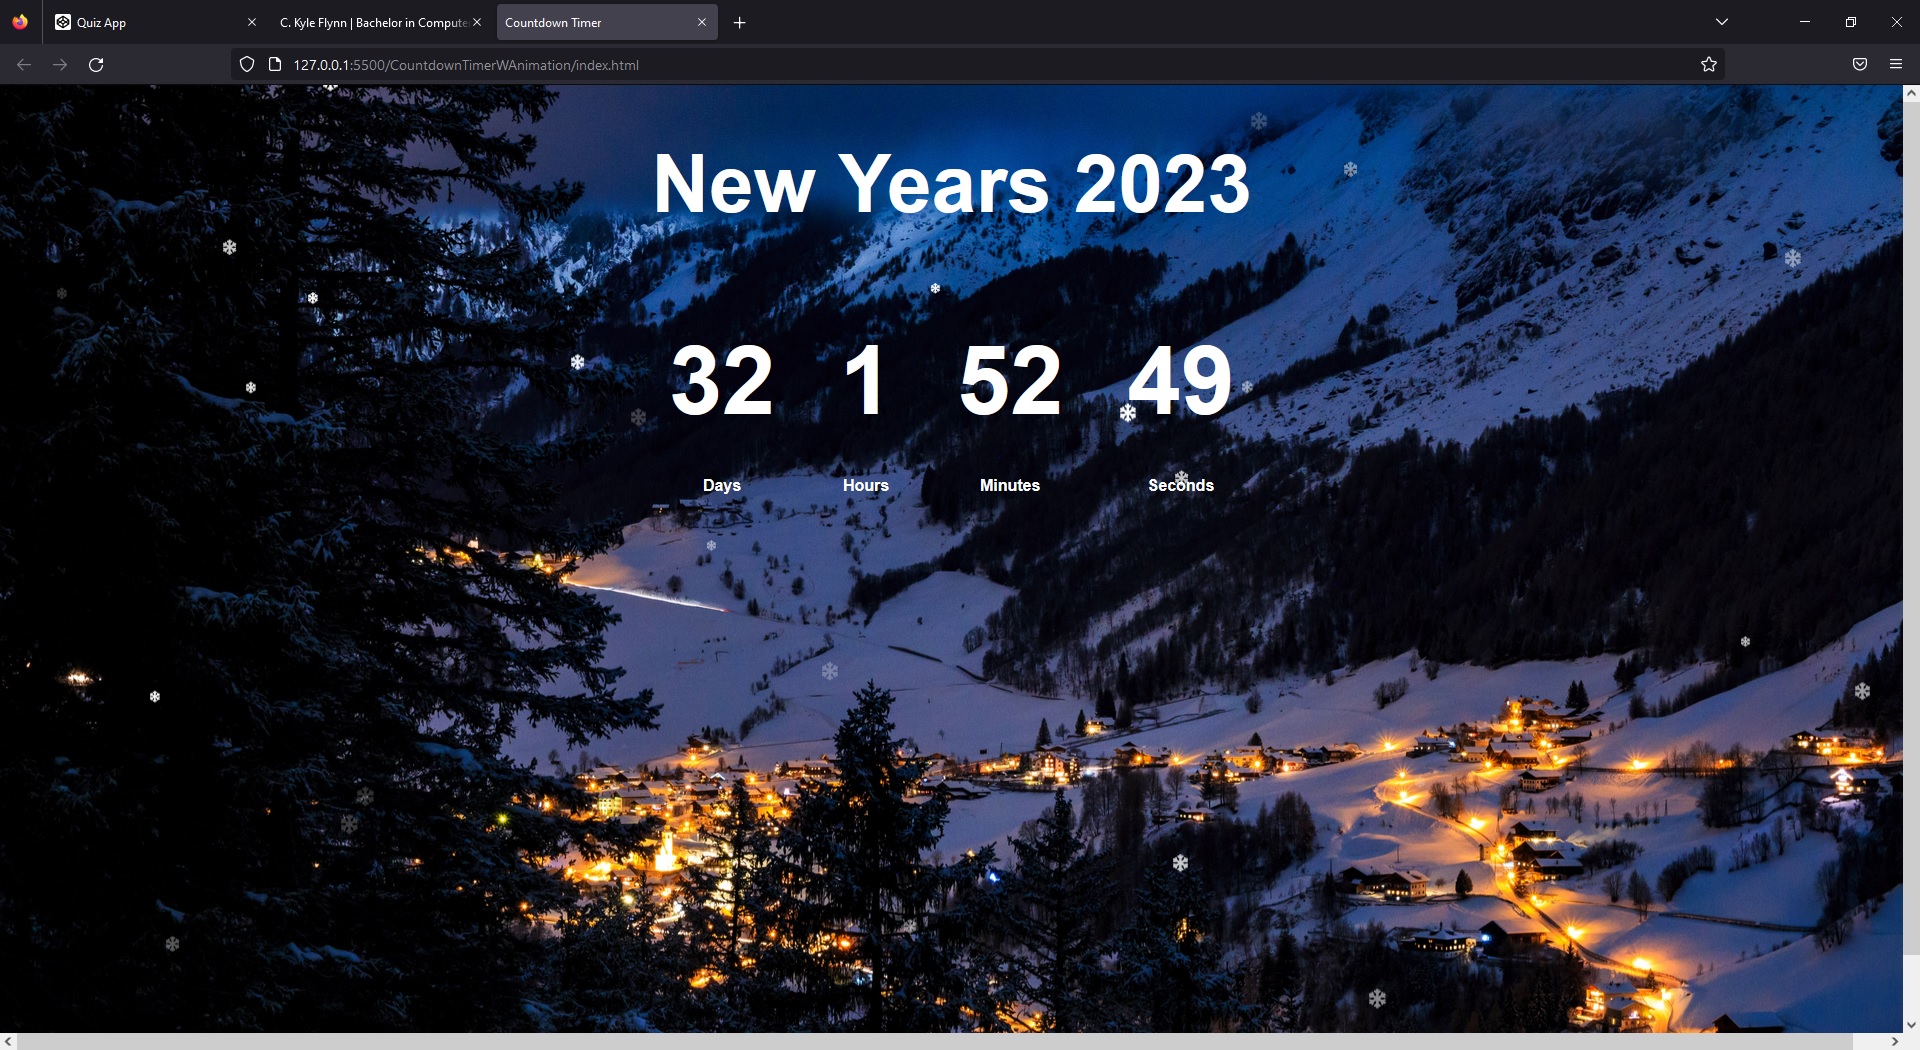 Quiz App
C. Kyle Flynn | Bachelor in Compute
Countdown Timer
127.0.0.1:5500/CountdownTimerWAnimation/index.html
New Years 2023
32 1 52 49
Days Hours Minutes Seconds